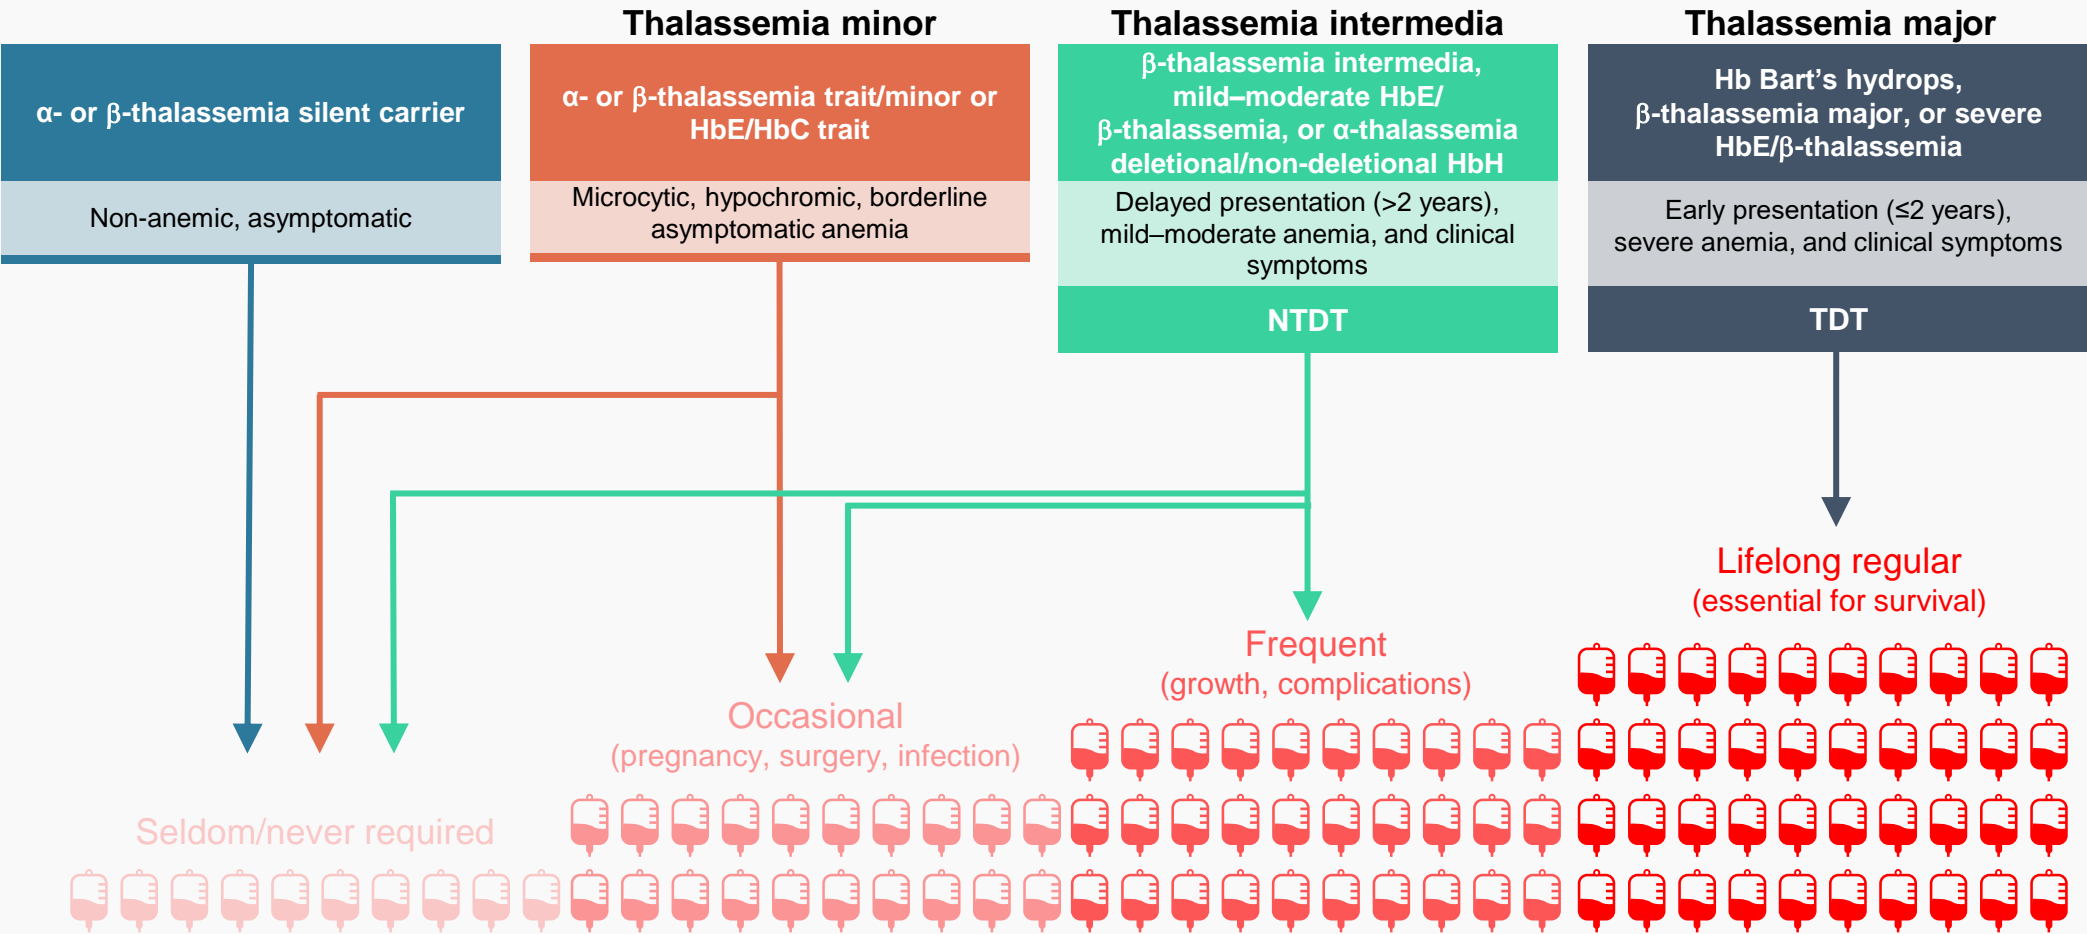 Thalassemia minor
Thalassemia intermedia
Thalassemia major
α- or β-thalassemia silent carrier
Non-anemic, asymptomatic
α- or β-thalassemia trait/minor or
HbE/HbC trait
Microcytic, hypochromic, borderline
asymptomatic anemia
β-thalassemia intermedia,
mild–moderate HbE/
β-thalassemia, or α-thalassemia
deletional/non-deletional HbH
Delayed presentation (>2 years),
mild–moderate anemia, and clinical
symptoms
NTDT
Hb Bart's hydrops,
β-thalassemia major, or severe
HbE/β-thalassemia
Early presentation (≤2 years),
severe anemia, and clinical symptoms
TDT
Seldom/never required
Occasional
(pregnancy, surgery, infection)
Frequent
(growth, complications)
Lifelong regular
(essential for survival)